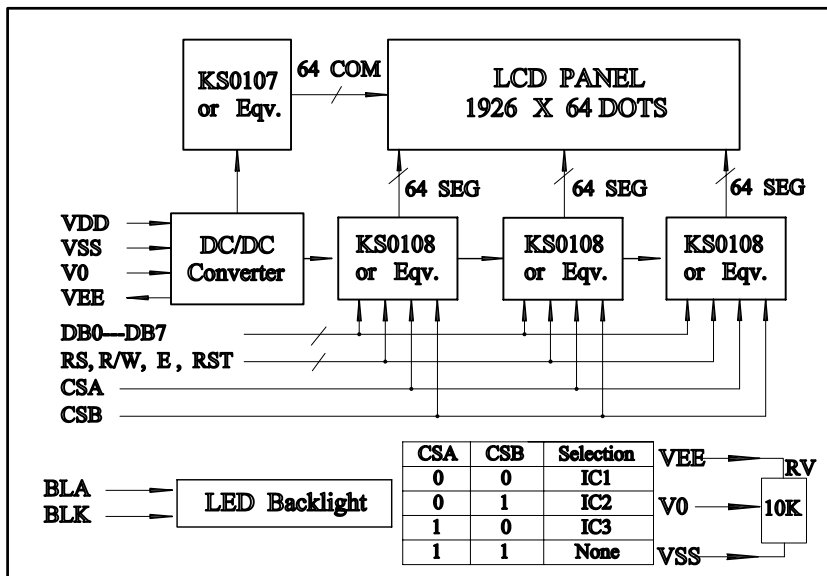 KS0107
or Eqv.
64 COM
LCD PANEL
1926 X 64 DOTS
64 SEG
64 SEG
64 SEG
VDD
VSS
V0
VEE
DC/DC
Converter
KS0108
or Eqv.
KS0108
or Eqv.
KS0108
or Eqv.
DB0---DB7
RS, R/W, E , RST
CSA
CSB
BLA
BLK
LED Backlight
CSA CSB Selection
0 0 IC1
0 1 IC2
1 0 IC3
1 1 None
VEE
V0
VSS
RV
10K